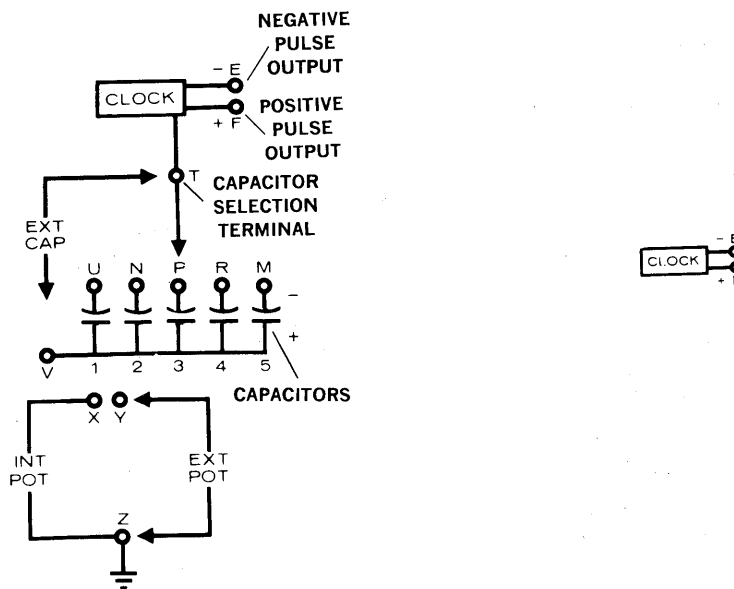 NEGATIVE
PULSE
OUTPUT
− E
CLOCK
POSITIVE
PULSE
OUTPUT
+ F
T
CAPACITOR
SELECTION
TERMINAL
EXT
CAP
U N P R M
−
+
V
1 2 3 4 5
CAPACITORS
X Y
INT
POT
EXT
POT
Z
CLOCK
−
+